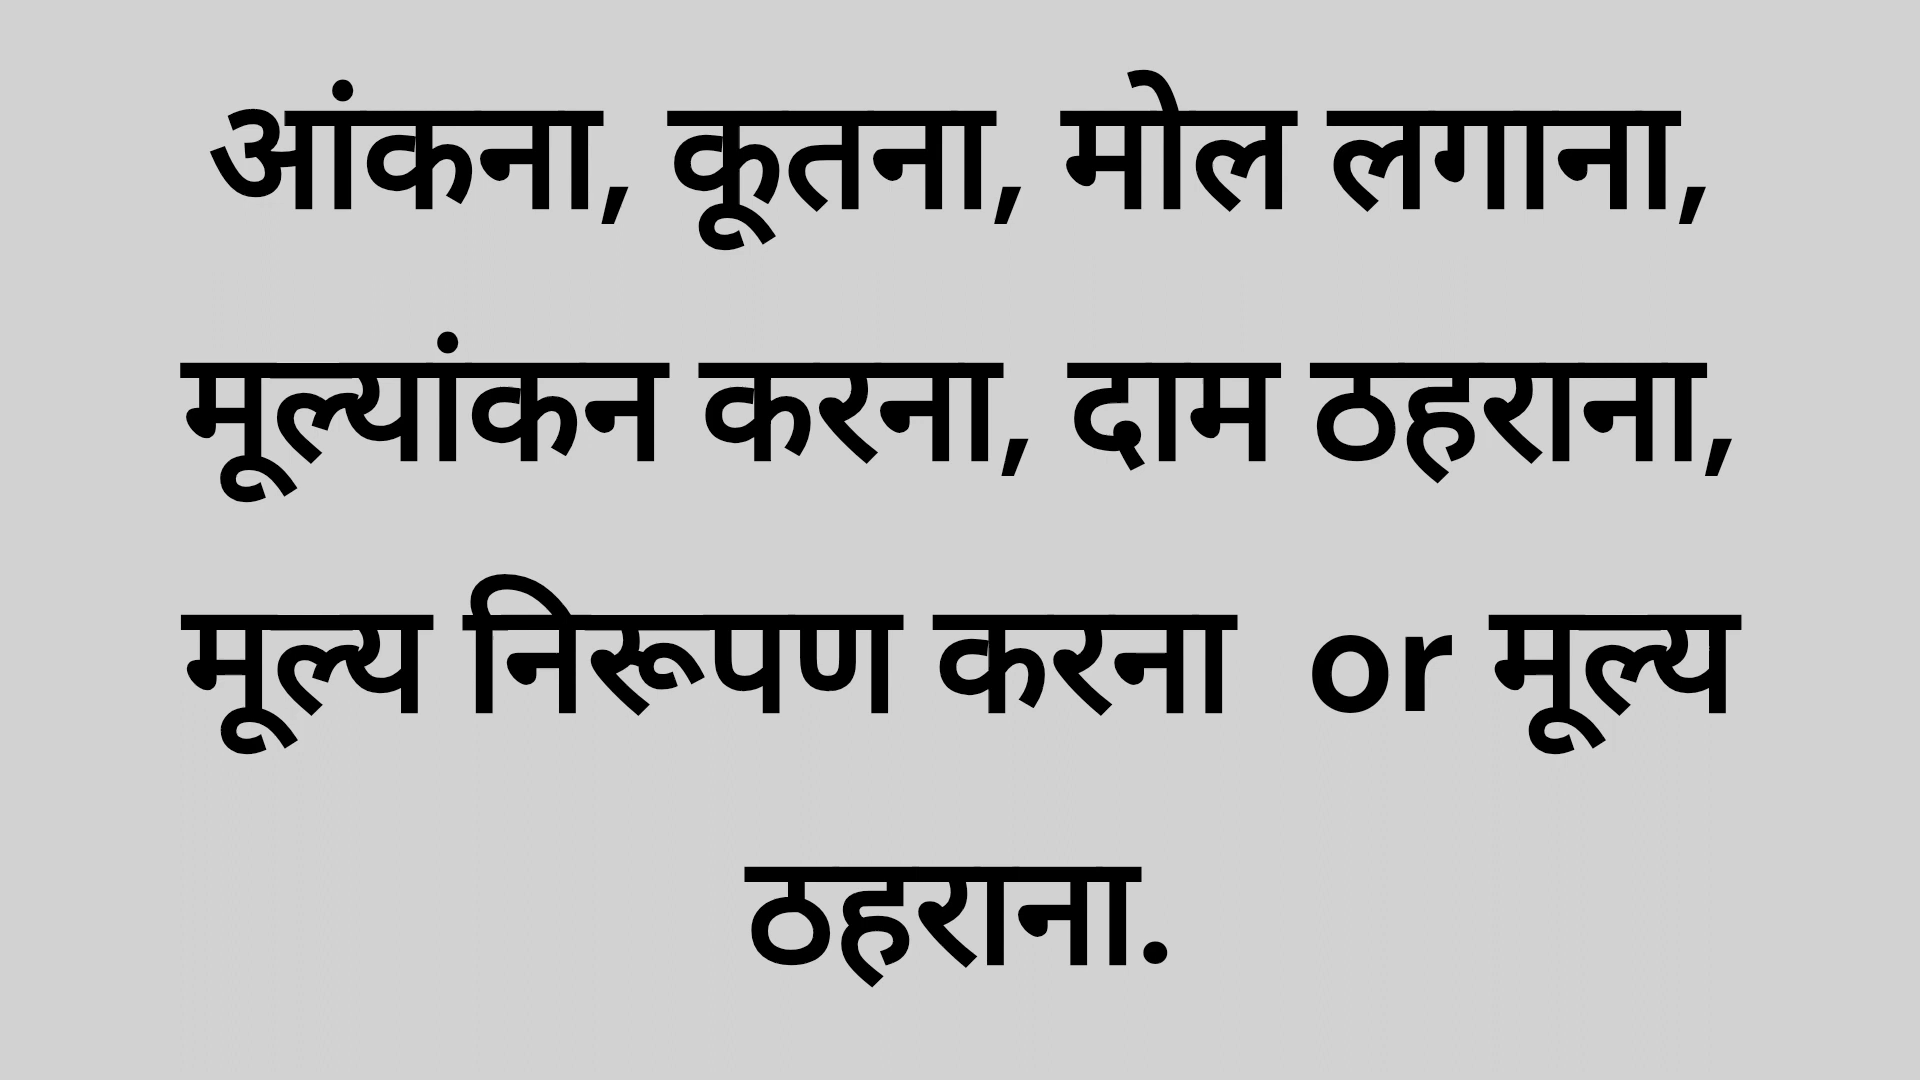 आंकना, कूतना, मोल लगाना,
मूल्यांकन करना, दाम ठहराना,
मूल्य निरूपण करना  or मूल्य
ठहराना.